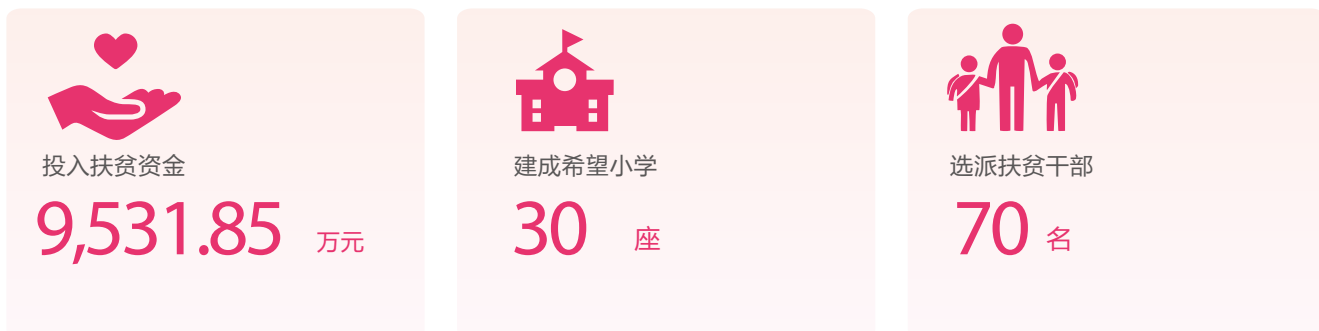 投入扶贫资金
9,531.85 万元
建成希望小学
30 座
选派扶贫干部
70 名